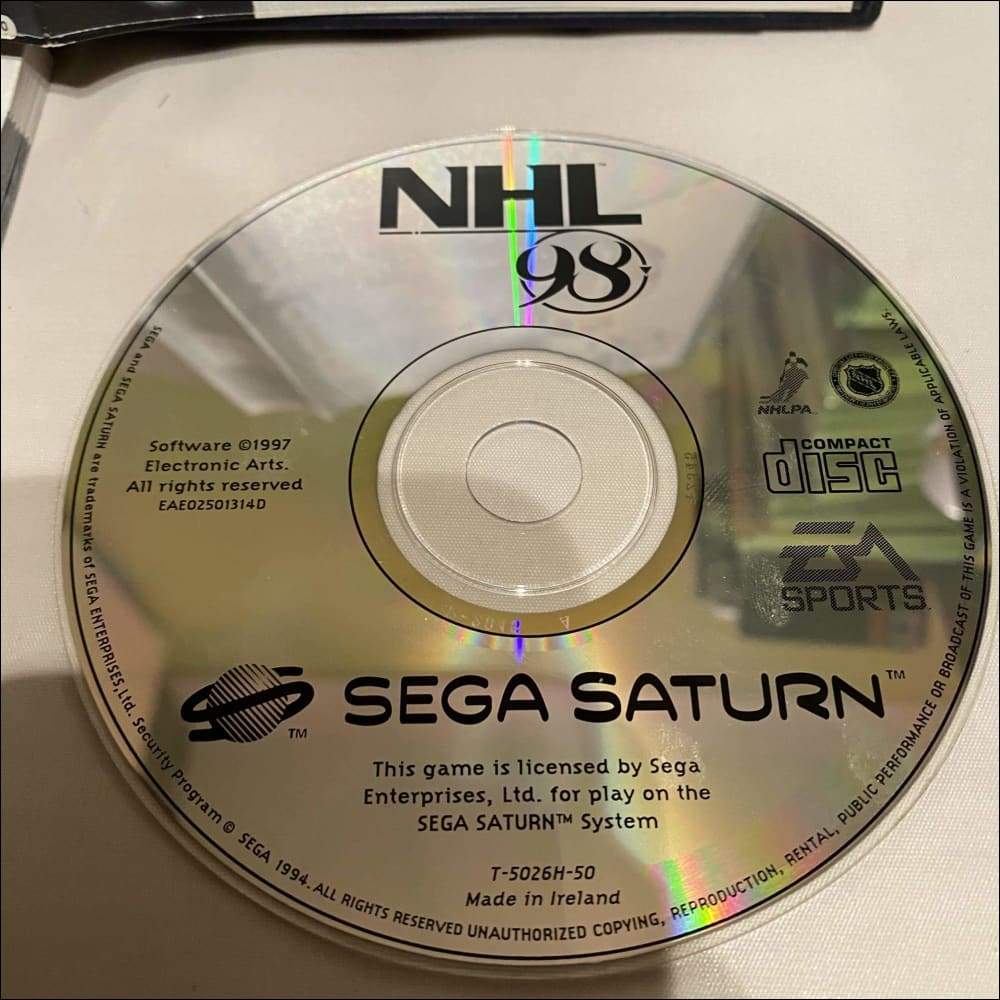 NHL
98
NHLPA
COMPACT
disc
EA
SPORTS
Software ©1997
Electronic Arts.
All rights reserved
EAE02501314D
SEGA SATURN™
TM
This game is licensed by Sega
Enterprises, Ltd. for play on the
SEGA SATURN™ System
T-5026H-50
Made in Ireland
SEGA and SEGA SATURN are trademarks of SEGA ENTERPRISES, Ltd. Security Program © SEGA 1994. ALL RIGHTS RESERVED UNAUTHORIZED COPYING, REPRODUCTION, RENTAL, PUBLIC PERFORMANCE OR BROADCAST OF THIS GAME IS A VIOLATION OF APPLICABLE LAWS.